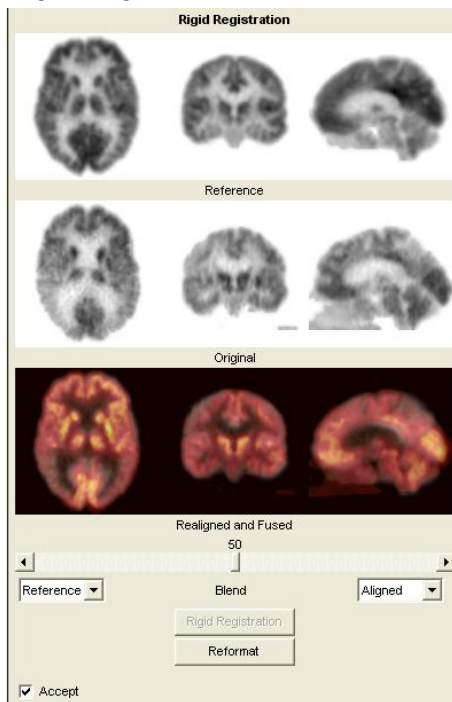 Rigid Registration
Reference
Original
Realigned and Fused
50
Reference Blend Aligned
Rigid Registration
Reformat
Accept